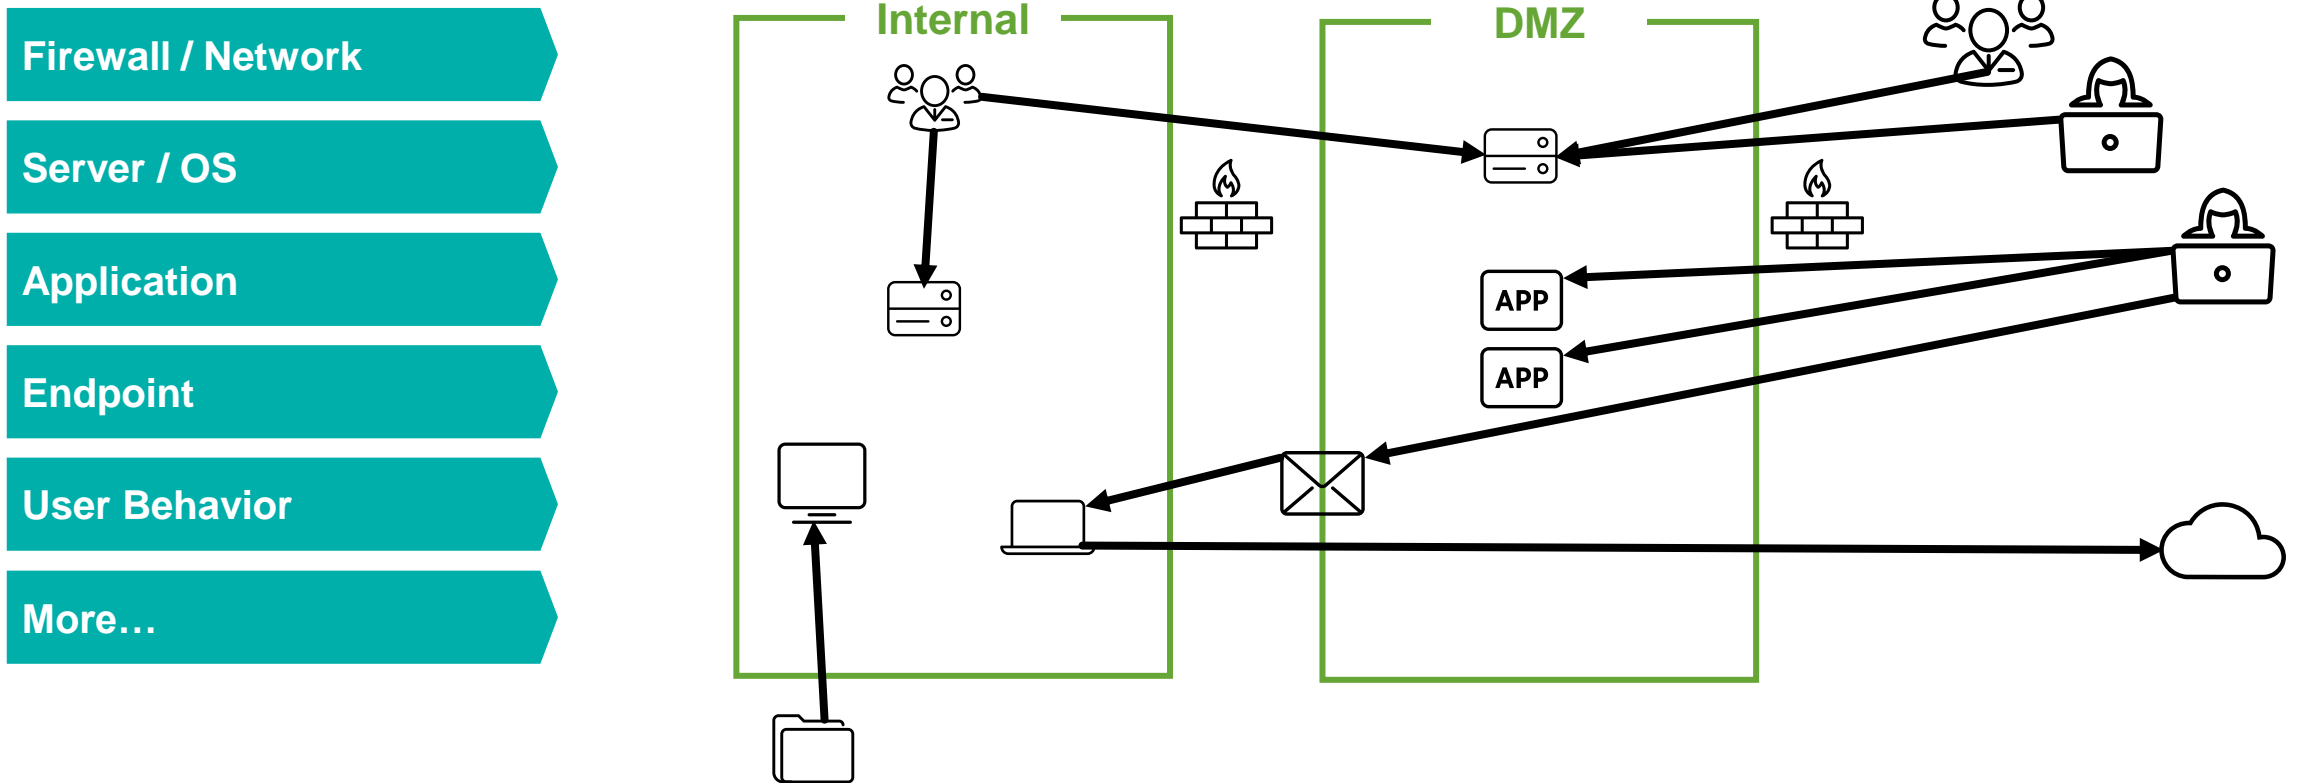 Firewall / Network
Server / OS
Application
Endpoint
User Behavior
More…
Internal
DMZ
APP
APP